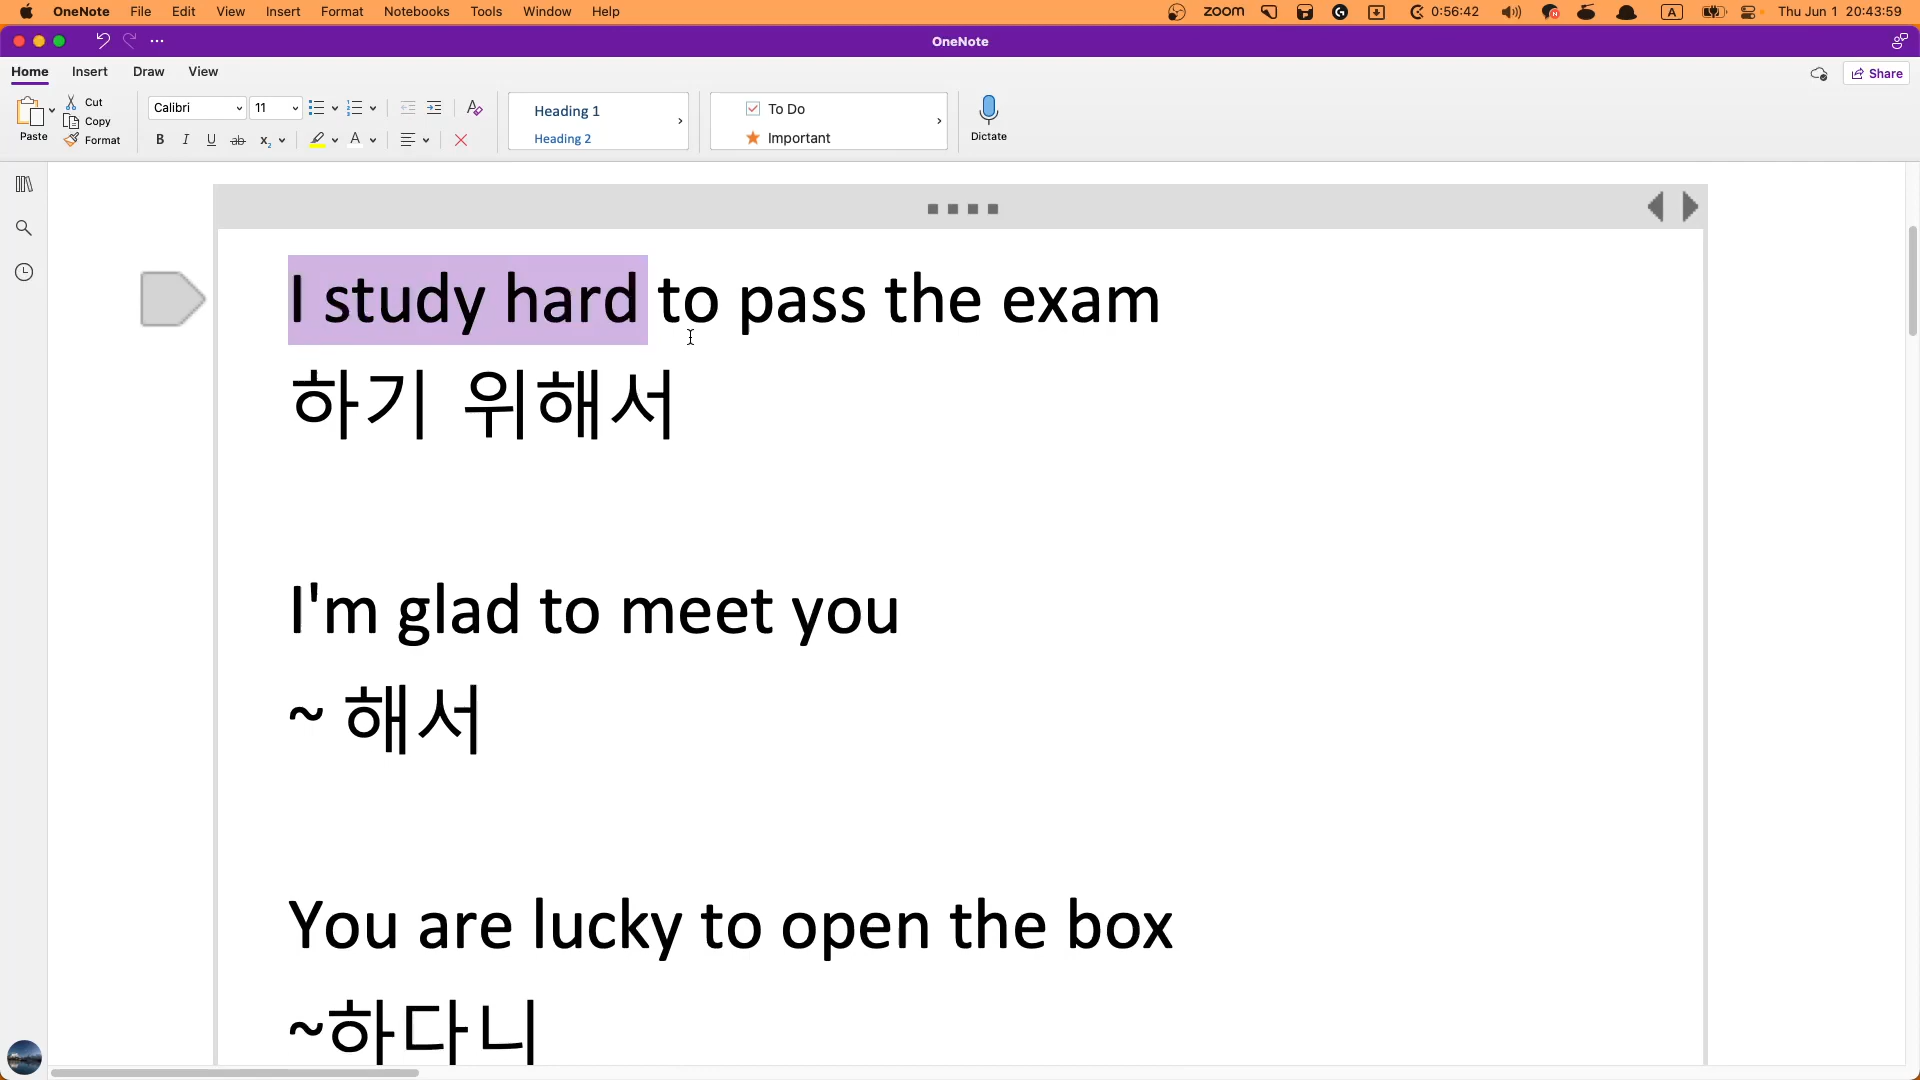 OneNote File Edit View Insert Format Notebooks Tools Window Help zoom 0:56:42 A Thu Jun 1 20:43:59
OneNote
Home Insert Draw View Share
Paste Cut Calibri 11 Heading 1 To Do Dictate
Copy
Format B I U ab x₂ A Heading 2 Important
I study hard to pass the exam
하기 위해서
I'm glad to meet you
~ 해서
You are lucky to open the box
~하다니